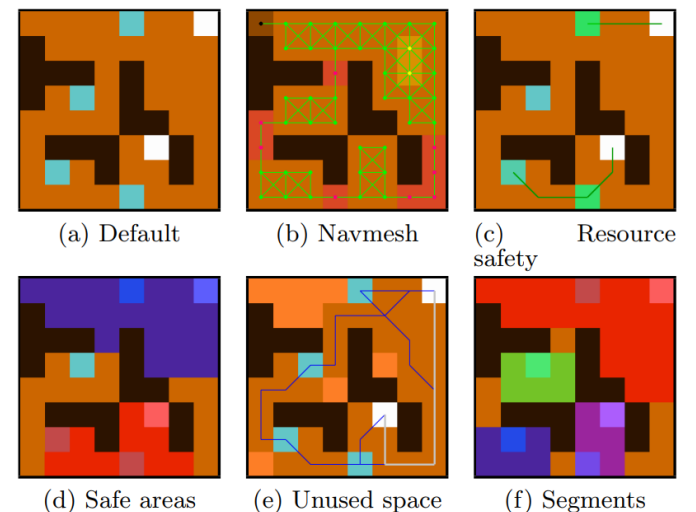 (a) Default
(b) Navmesh
(c) Resource
safety
(d) Safe areas
(e) Unused space
(f) Segments